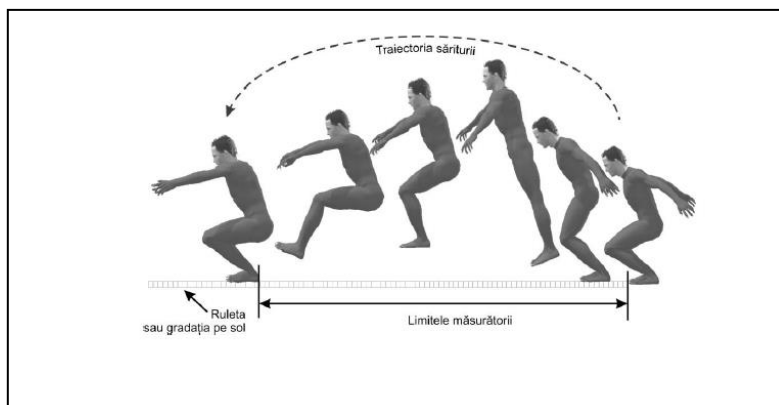 Traiectoria săriturii
Ruleta
sau gradația pe sol
Limitele măsurătorii